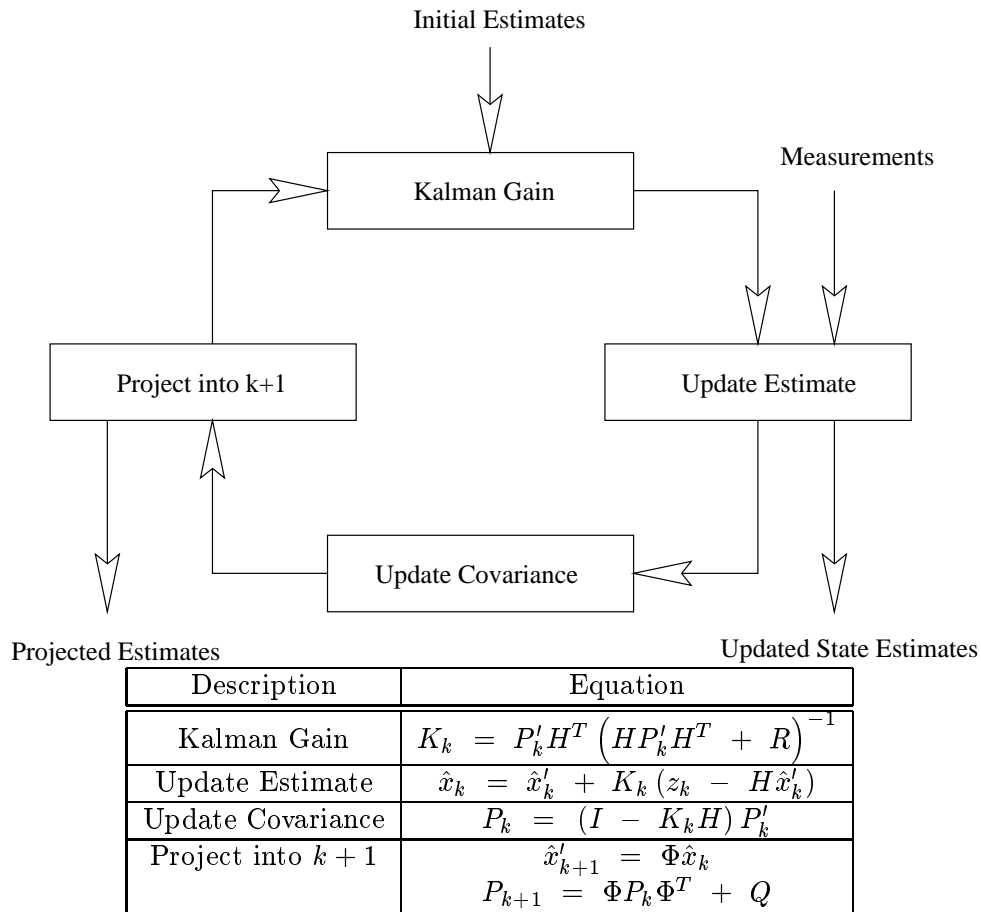 Initial Estimates
Measurements
Kalman Gain
Project into k+1
Update Estimate
Update Covariance
Projected Estimates
Updated State Estimates
Description Equation
Kalman Gain K_k = P'_k H^T (H P'_k H^T + R)^{-1}
Update Estimate x̂_k = x̂'_k + K_k (z_k − H x̂'_k)
Update Covariance P_k = (I − K_k H) P'_k
Project into k + 1 x̂'_{k+1} = Φ x̂_k
P_{k+1} = Φ P_k Φ^T + Q